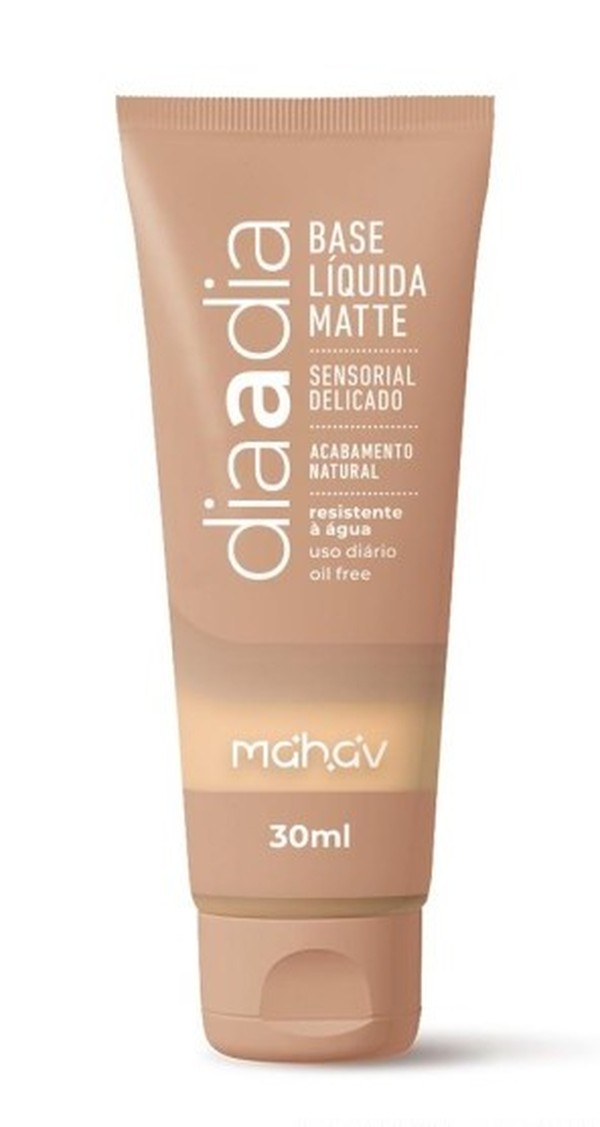 diaadia
BASE
LÍQUIDA
MATTE
SENSORIAL
DELICADO
ACABAMENTO
NATURAL
resistente
à água
uso diário
oil free
mahav
30ml